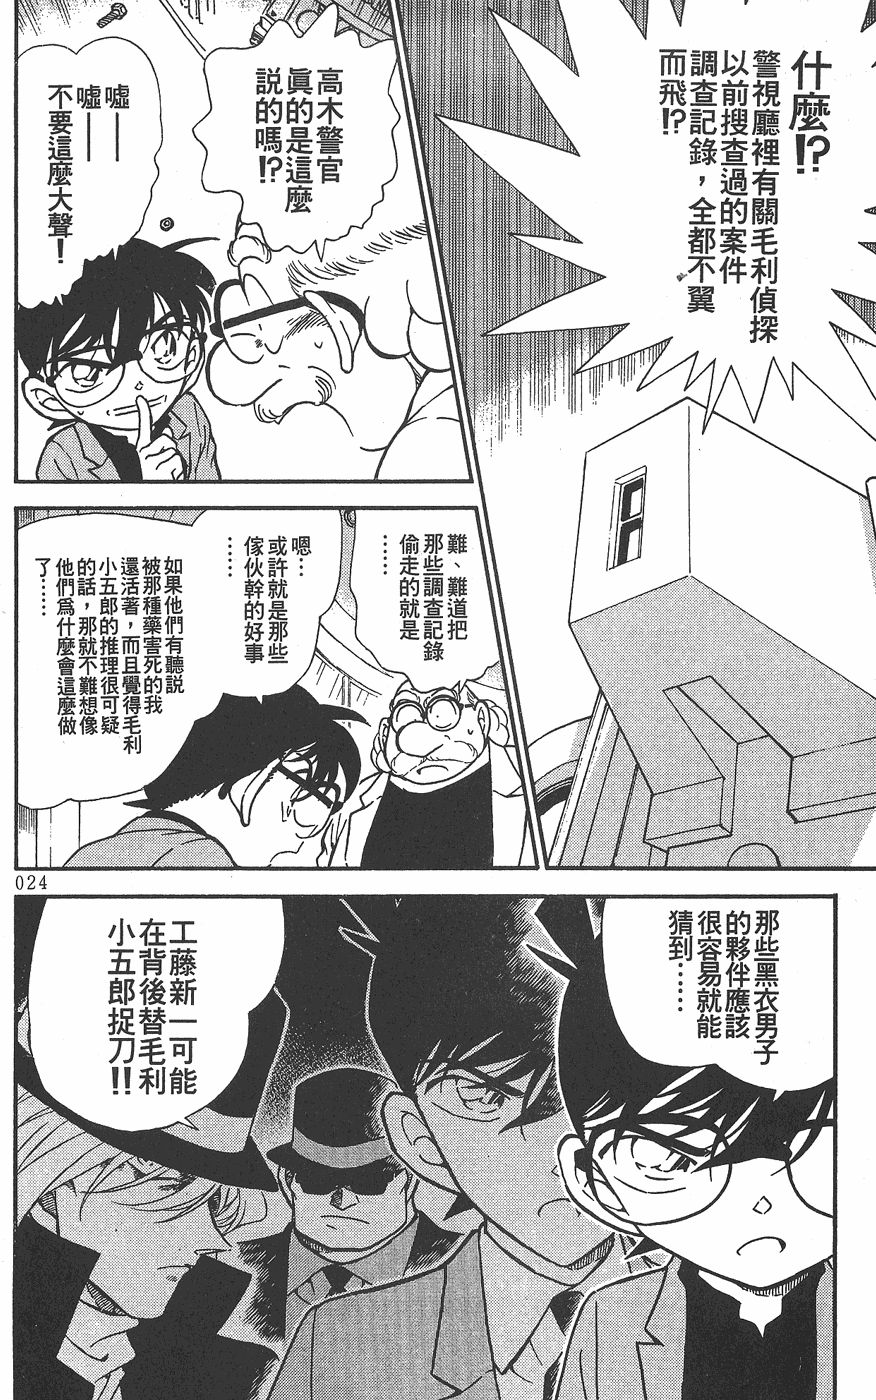 什麼!?
警視廳裡有關毛利偵探
以前搜查過的案件
調查記錄，全都不翼
而飛!?
高木警官
眞的是這麼
說的嗎!?
噓——
噓——
不要這麼大聲！
難、難道把
那些調查記錄
偷走的就是
……
嗯…
或許就是那些
傢伙幹的好事
……
如果他們有聽說
被那種藥害死的我
還活著，而且覺得毛利
小五郎的推理很可疑
的話，那就不難想像
他們爲什麼會這麼做
了……
024
那些黑衣男子
的夥伴應該
很容易就能
猜到……
工藤新一可能
在背後替毛利
小五郎捉刀!!